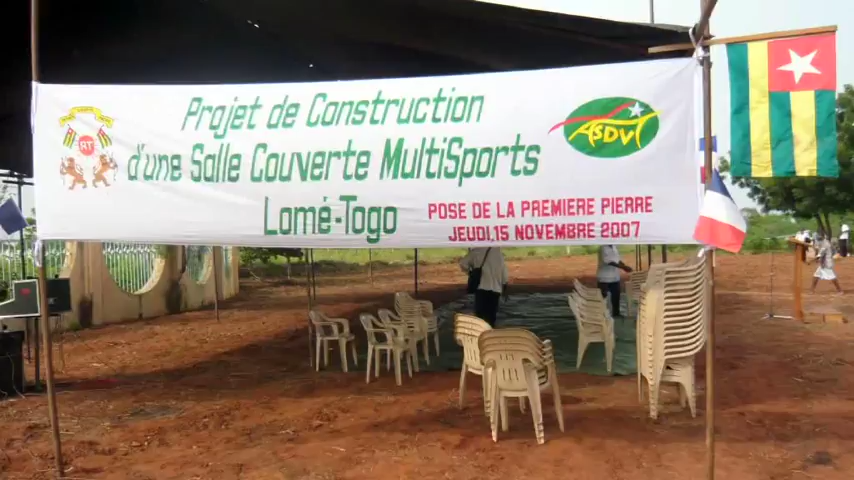 Projet de Construction
d'une Salle Couverte MultiSports
Lomé-Togo
POSE DE LA PREMIERE PIERRE
JEUDI,15 NOVEMBRE 2007
RT
ASDVT